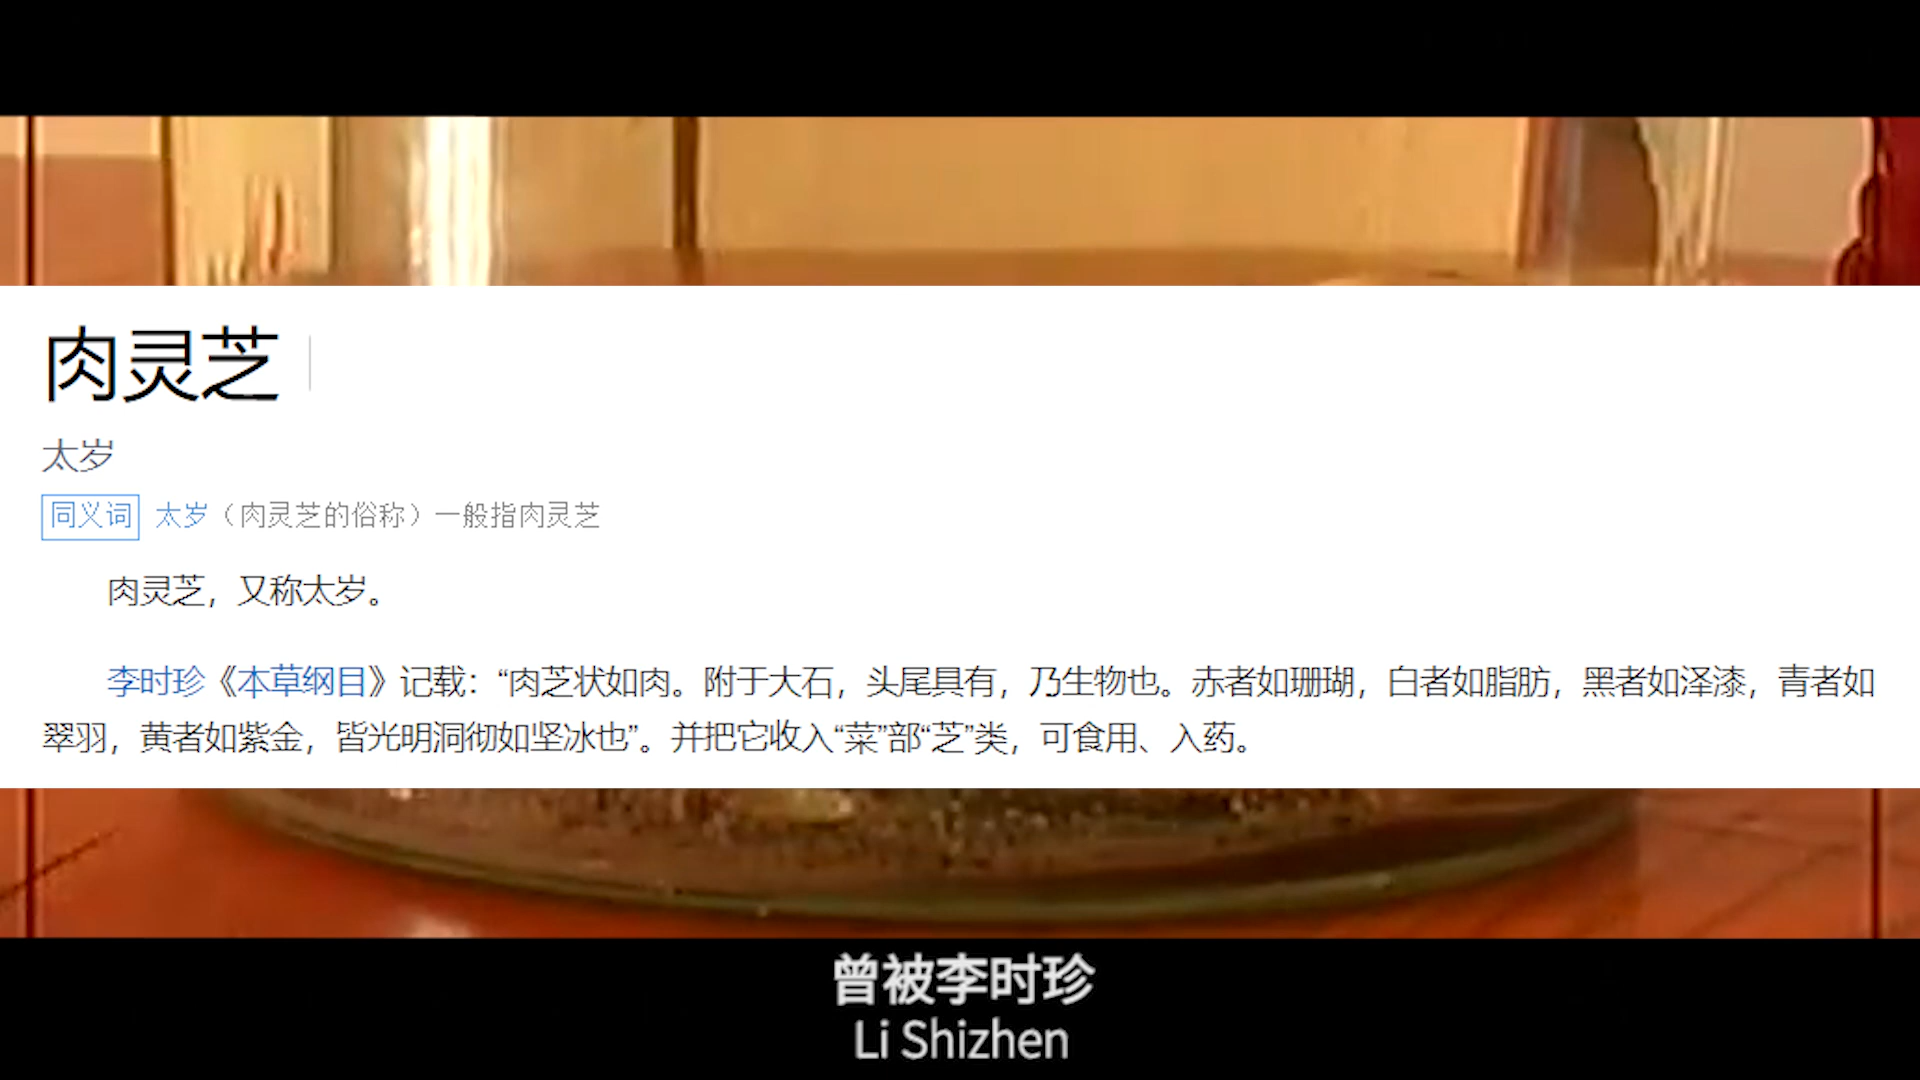 肉灵芝
太岁
同义词 太岁（肉灵芝的俗称）一般指肉灵芝
肉灵芝，又称太岁。
李时珍《本草纲目》记载：“肉芝状如肉。附于大石，头尾具有，乃生物也。赤者如珊瑚，白者如脂肪，黑者如泽漆，青者如
翠羽，黄者如紫金，皆光明洞彻如坚冰也”。并把它收入“菜”部“芝”类，可食用、入药。
曾被李时珍
Li Shizhen